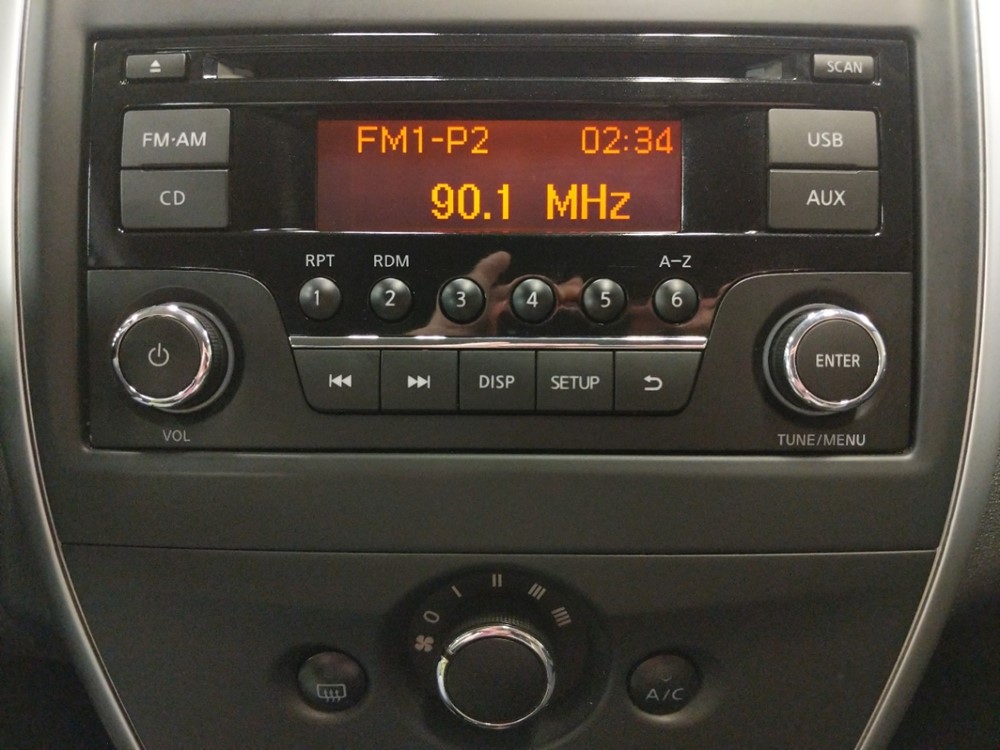 SCAN
FM·AM
FM1-P2 02:34
USB
CD
90.1 MHz
AUX
RPT RDM A-Z
1 2 3 4 5 6
ENTER
DISP SETUP
VOL
TUNE/MENU
0 I II III IIII
A/C